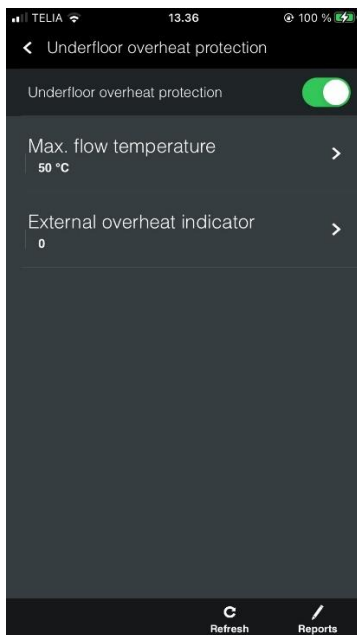 TELIA 13.36 100 %
Underfloor overheat protection
Underfloor overheat protection
Max. flow temperature
50 °C
External overheat indicator
0
Refresh Reports